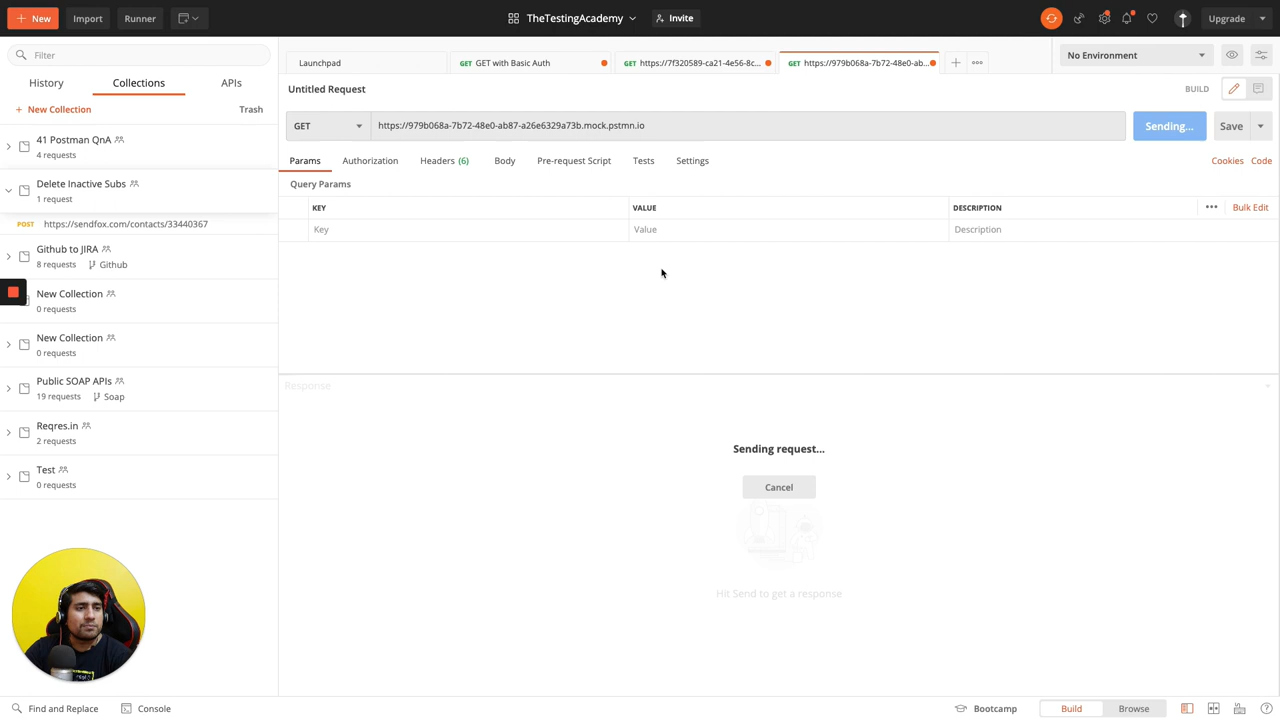 New
Import
Runner
TheTestingAcademy
Invite
Upgrade
Filter
History
Collections
APIs
+ New Collection
Trash
41 Postman QnA
4 requests
Delete Inactive Subs
1 request
POST https://sendfox.com/contacts/33440367
Github to JIRA
8 requests Github
New Collection
0 requests
New Collection
0 requests
Public SOAP APIs
19 requests Soap
Reqres.in
2 requests
Test
0 requests
Launchpad
GET GET with Basic Auth
GET https://7f320589-ca21-4e56-8c...
GET https://979b068a-7b72-48e0-ab...
No Environment
Untitled Request
BUILD
GET
https://979b068a-7b72-48e0-ab87-a26e6329a73b.mock.pstmn.io
Sending...
Save
Params
Authorization
Headers (6)
Body
Pre-request Script
Tests
Settings
Cookies
Code
Query Params
KEY
VALUE
DESCRIPTION
Bulk Edit
Key
Value
Description
Response
Sending request...
Cancel
Hit Send to get a response
Find and Replace
Console
Bootcamp
Build
Browse